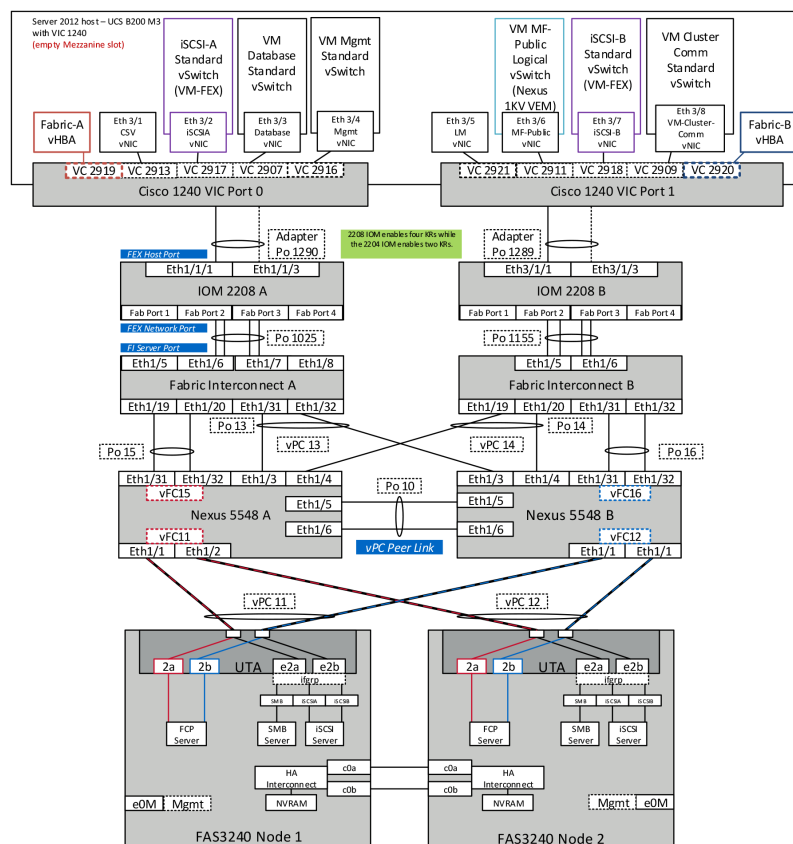 Server 2012 host – UCS B200 M3
with VIC 1240
(empty Mezzanine slot)
iSCSI-A
Standard
vSwitch
(VM-FEX)
VM
Database
Standard
vSwitch
VM Mgmt
Standard
vSwitch
VM MF-
Public
Logical
vSwitch
(Nexus
1KV VEM)
iSCSI-B
Standard
vSwitch
(VM-FEX)
VM Cluster
Comm
Standard
vSwitch
Fabric-A
vHBA
Eth 3/1
CSV
vNIC
Eth 3/2
iSCSIA
vNIC
Eth 3/3
Database
vNIC
Eth 3/4
Mgmt
vNIC
Eth 3/5
LM
vNIC
Eth 3/6
MF-Public
vNIC
Eth 3/7
iSCSI-B
vNIC
Eth 3/8
VM-Cluster-
Comm
vNIC
Fabric-B
vHBA
VC 2919
VC 2913
VC 2917
VC 2907
VC 2916
VC 2921
VC 2911
VC 2918
VC 2909
VC 2920
Cisco 1240 VIC Port 0
Cisco 1240 VIC Port 1
Adapter
Po 1290
2208 IOM enables four KRs while
the 2204 IOM enables two KRs.
Adapter
Po 1289
FEX Host Port
Eth1/1/1
Eth1/1/3
Eth3/1/1
Eth3/1/3
IOM 2208 A
IOM 2208 B
Fab Port 1
Fab Port 2
Fab Port 3
Fab Port 4
Fab Port 1
Fab Port 2
Fab Port 3
Fab Port 4
FEX Network Port
Po 1025
Po 1155
FI Server Port
Eth1/5
Eth1/6
Eth1/7
Eth1/8
Eth1/5
Eth1/6
Fabric Interconnect A
Fabric Interconnect B
Eth1/19
Eth1/20
Eth1/31
Eth1/32
Eth1/19
Eth1/20
Eth1/31
Eth1/32
Po 13
Po 14
Po 15
vPC 13
vPC 14
Po 16
Eth1/31
Eth1/32
Eth1/3
Eth1/4
Eth1/3
Eth1/4
Eth1/31
Eth1/32
vFC15
Po 10
vFC16
Eth1/5
Eth1/5
Nexus 5548 A
Nexus 5548 B
Eth1/6
Eth1/6
vFC11
vPC Peer Link
vFC12
Eth1/1
Eth1/2
Eth1/1
Eth1/1
vPC 11
vPC 12
2a
2b
UTA
e2a
e2b
2a
2b
UTA
e2a
e2b
ifgrp
ifgrp
SMB
iSCSIA
iSCSIB
SMB
iSCSIA
iSCSIB
FCP
Server
SMB
Server
iSCSI
Server
FCP
Server
SMB
Server
iSCSI
Server
c0a
c0a
HA
Interconnect
HA
Interconnect
c0b
c0b
e0M
Mgmt
NVRAM
NVRAM
Mgmt
e0M
FAS3240 Node 1
FAS3240 Node 2